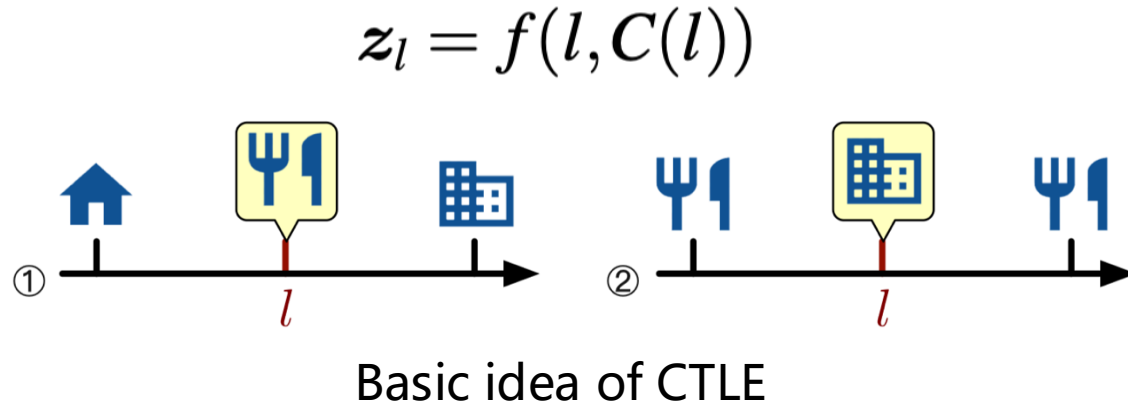 z_l = f(l, C(l))
① l ② l
Basic idea of CTLE